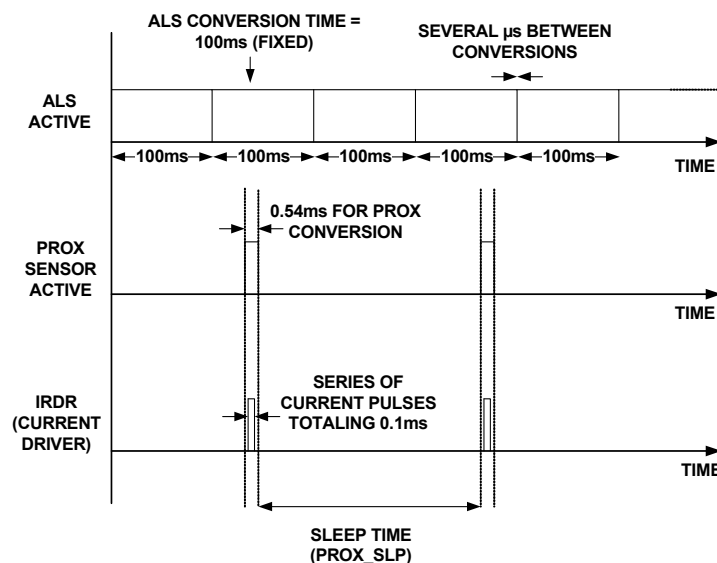 ALS CONVERSION TIME =
100ms (FIXED)
SEVERAL µs BETWEEN
CONVERSIONS
ALS
ACTIVE
100ms
100ms
100ms
100ms
100ms
TIME
0.54ms FOR PROX
CONVERSION
PROX
SENSOR
ACTIVE
TIME
SERIES OF
CURRENT PULSES
TOTALING 0.1ms
IRDR
(CURRENT
DRIVER)
TIME
SLEEP TIME
(PROX_SLP)